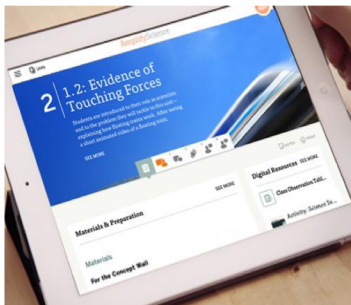 AmplifyScience
2
1.2: Evidence of
Touching Forces
Students are introduced to their role as scientists
and to the problem they will tackle in this unit—
explaining how floating trains work. After seeing
a short animated video of a floating train,
SEE MORE
Materials & Preparation
SEE MORE
Materials
For the Concept Wall
Digital Resources
SEE MORE
Class Observation Tabl...
Activity: Science Se...